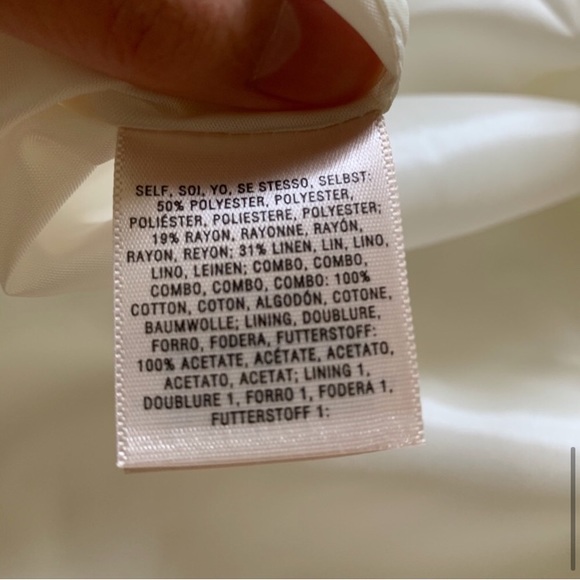 SELF, SOI, YO, SE STESSO, SELBST:
50% POLYESTER, POLYESTER,
POLIÉSTER, POLIESTERE, POLYESTER;
19% RAYON, RAYONNE, RAYÓN,
RAYON, REYON; 31% LINEN, LIN, LINO,
LINO, LEINEN; COMBO, COMBO,
COMBO, COMBO, COMBO: 100%
COTTON, COTON, ALGODÓN, COTONE,
BAUMWOLLE; LINING, DOUBLURE,
FORRO, FODERA, FUTTERSTOFF:
100% ACETATE, ACÉTATE, ACETATO,
ACETATO, ACETAT; LINING 1,
DOUBLURE 1, FORRO 1, FODERA 1,
FUTTERSTOFF 1: